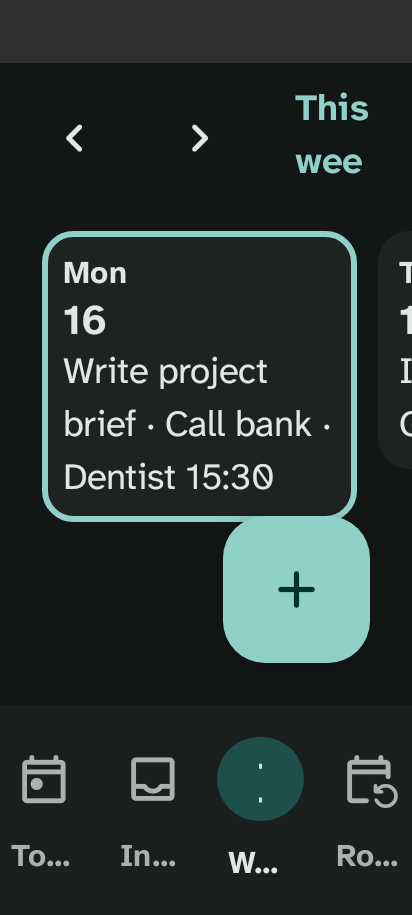 This
wee
Mon
16
Write project
brief · Call bank ·
Dentist 15:30
To...
In...
W...
Ro...